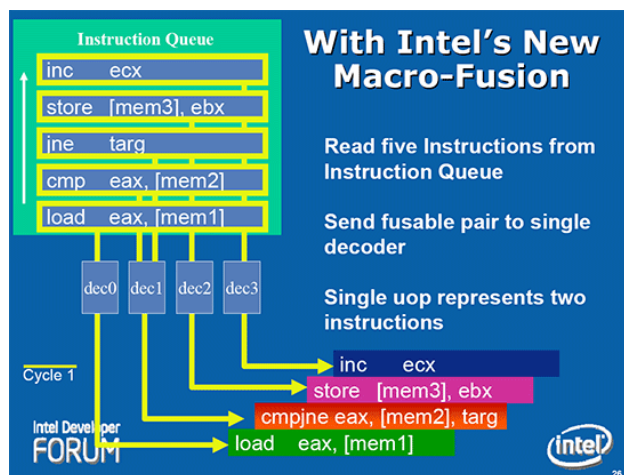 Instruction Queue
inc ecx
store [mem3], ebx
jne targ
cmp eax, [mem2]
load eax, [mem1]
dec0 dec1 dec2 dec3
Cycle 1
With Intel's New
Macro-Fusion
Read five Instructions from
Instruction Queue
Send fusable pair to single
decoder
Single uop represents two
instructions
inc ecx
store [mem3], ebx
cmpjne eax, [mem2], targ
load eax, [mem1]
Intel Developer
FORUM
intel
26